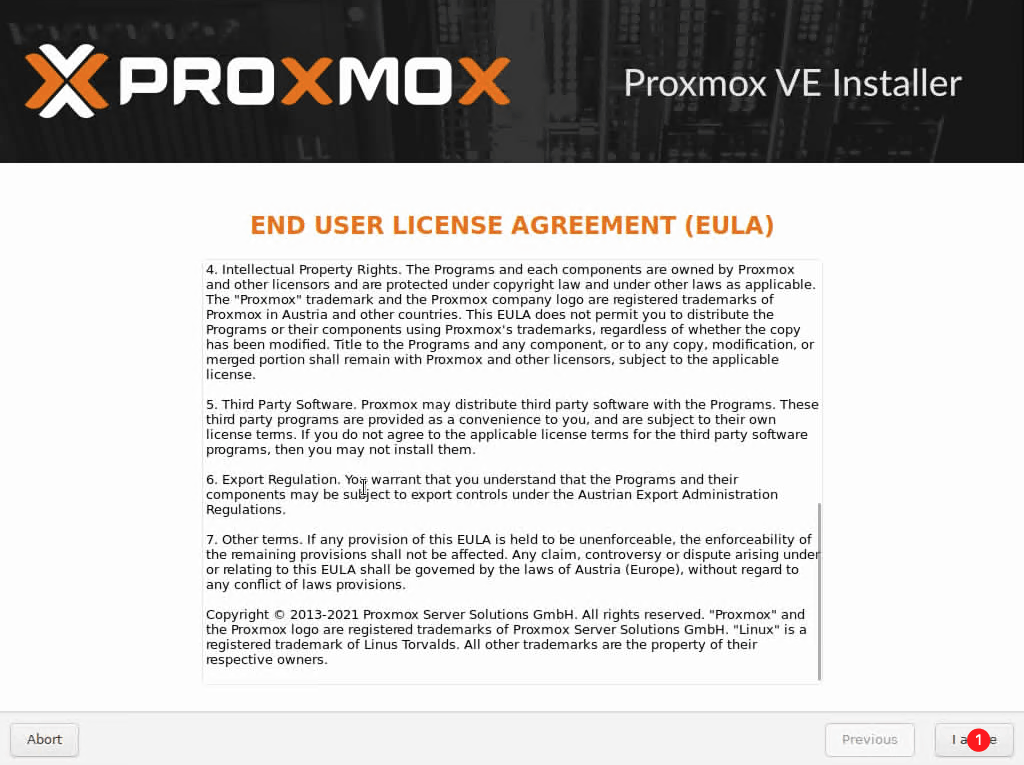 PROXMOX
Proxmox VE Installer
END USER LICENSE AGREEMENT (EULA)
4. Intellectual Property Rights. The Programs and each components are owned by Proxmox
and other licensors and are protected under copyright law and under other laws as applicable.
The "Proxmox" trademark and the Proxmox company logo are registered trademarks of
Proxmox in Austria and other countries. This EULA does not permit you to distribute the
Programs or their components using Proxmox's trademarks, regardless of whether the copy
has been modified. Title to the Programs and any component, or to any copy, modification, or
merged portion shall remain with Proxmox and other licensors, subject to the applicable
license.
5. Third Party Software. Proxmox may distribute third party software with the Programs. These
third party programs are provided as a convenience to you, and are subject to their own
license terms. If you do not agree to the applicable license terms for the third party software
programs, then you may not install them.
6. Export Regulation. You warrant that you understand that the Programs and their
components may be subject to export controls under the Austrian Export Administration
Regulations.
7. Other terms. If any provision of this EULA is held to be unenforceable, the enforceability of
the remaining provisions shall not be affected. Any claim, controversy or dispute arising under
or relating to this EULA shall be governed by the laws of Austria (Europe), without regard to
any conflict of laws provisions.
Copyright © 2013-2021 Proxmox Server Solutions GmbH. All rights reserved. "Proxmox" and
the Proxmox logo are registered trademarks of Proxmox Server Solutions GmbH. "Linux" is a
registered trademark of Linus Torvalds. All other trademarks are the property of their
respective owners.
Abort
Previous
I
1